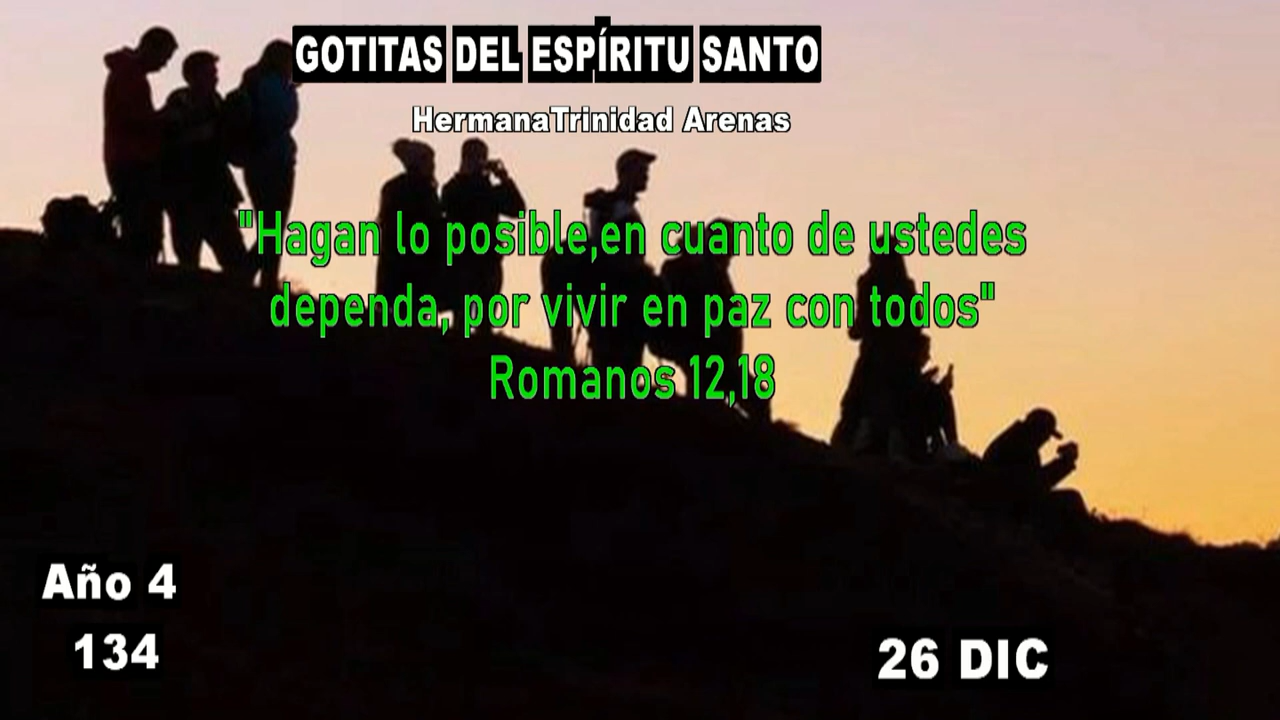 GOTITAS DEL ESPÍRITU SANTO
HermanaTrinidad Arenas
"Hagan lo posible,en cuanto de ustedes
dependa, por vivir en paz con todos"
Romanos 12,18
Año 4
134
26 DIC